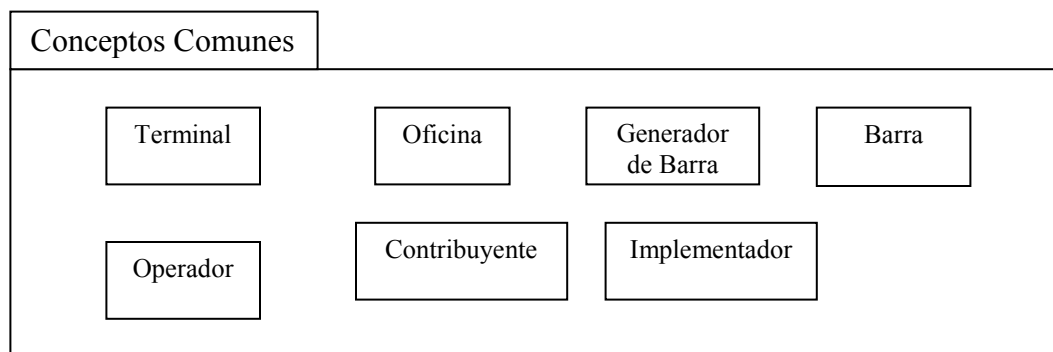 Conceptos Comunes
Terminal
Oficina
Generador
de Barra
Barra
Operador
Contribuyente
Implementador